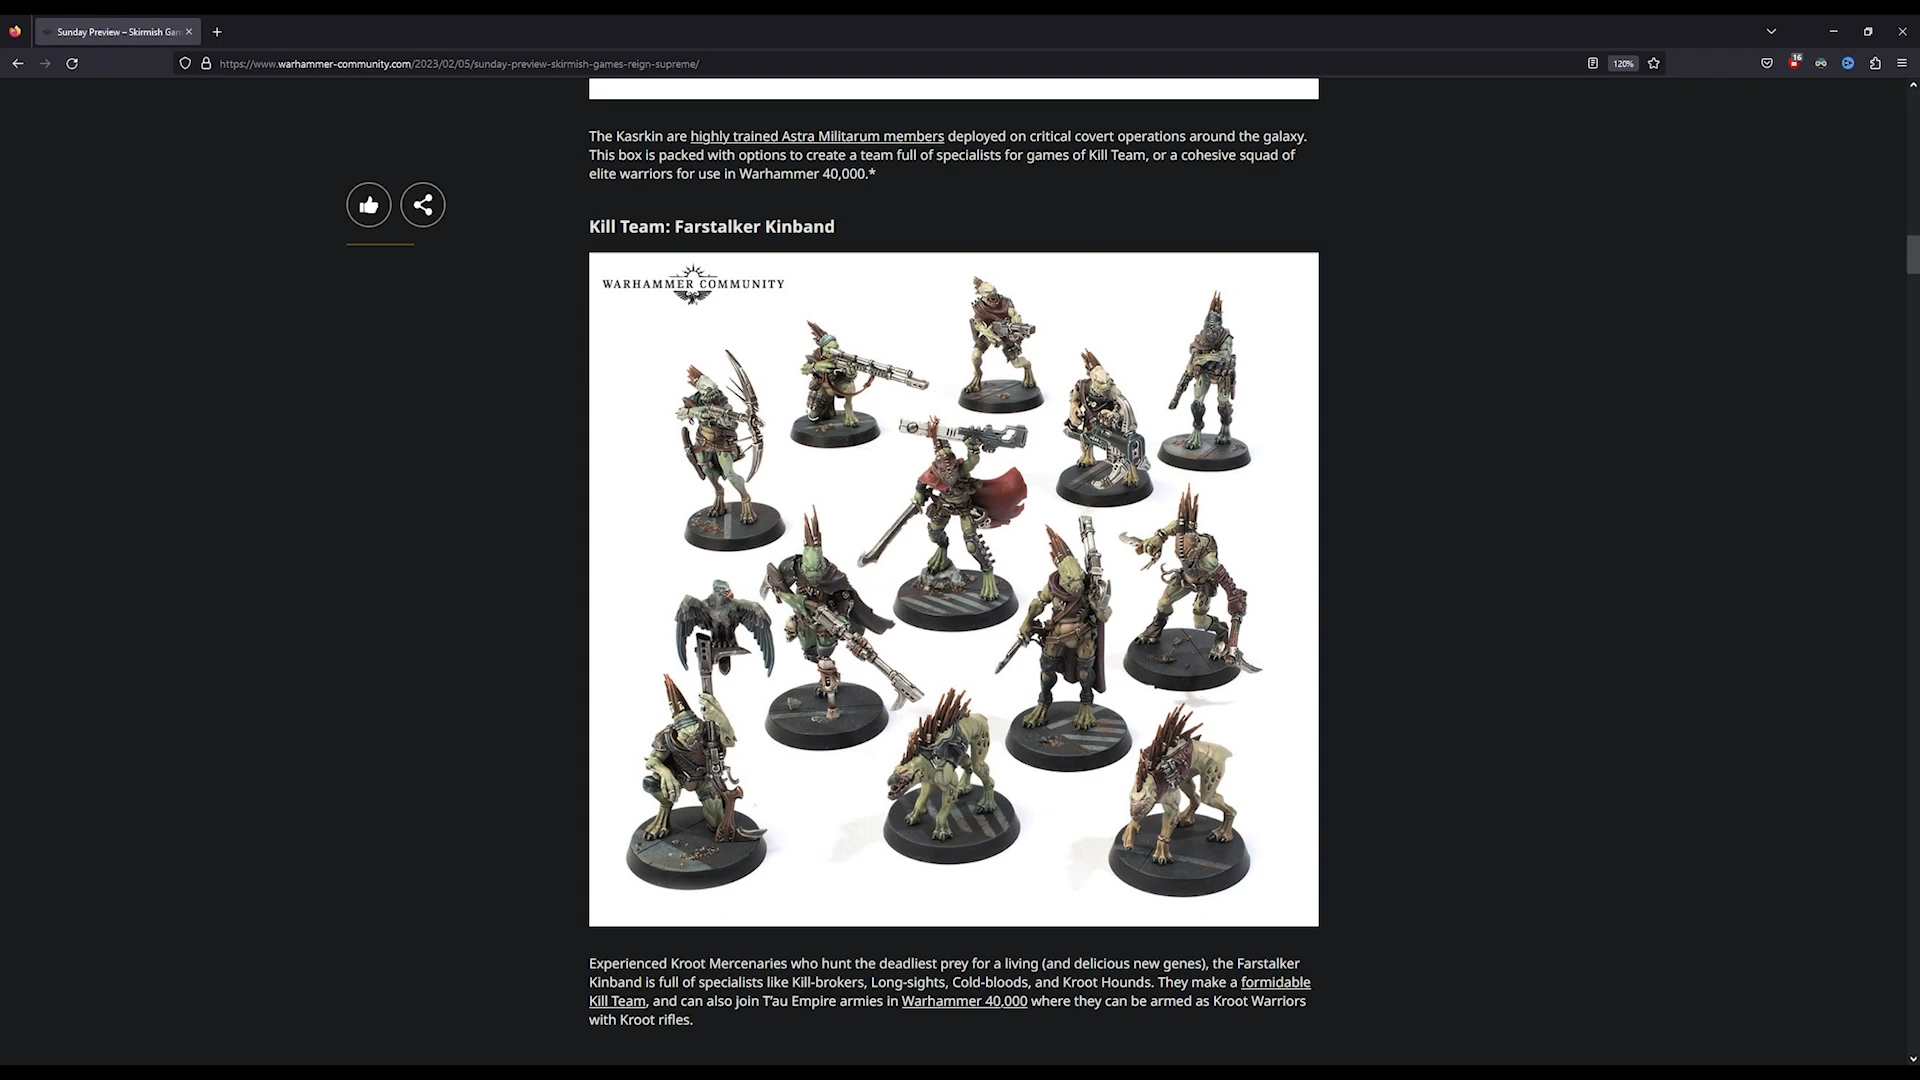 Sunday Preview – Skirmish Gam
https://www.warhammer-community.com/2023/02/05/sunday-preview-skirmish-games-reign-supreme/
120%
16
The Kasrkin are highly trained Astra Militarum members deployed on critical covert operations around the galaxy.
This box is packed with options to create a team full of specialists for games of Kill Team, or a cohesive squad of
elite warriors for use in Warhammer 40,000.*
Kill Team: Farstalker Kinband
WARHAMMER COMMUNITY
Experienced Kroot Mercenaries who hunt the deadliest prey for a living (and delicious new genes), the Farstalker
Kinband is full of specialists like Kill-brokers, Long-sights, Cold-bloods, and Kroot Hounds. They make a formidable
Kill Team, and can also join T’au Empire armies in Warhammer 40,000 where they can be armed as Kroot Warriors
with Kroot rifles.